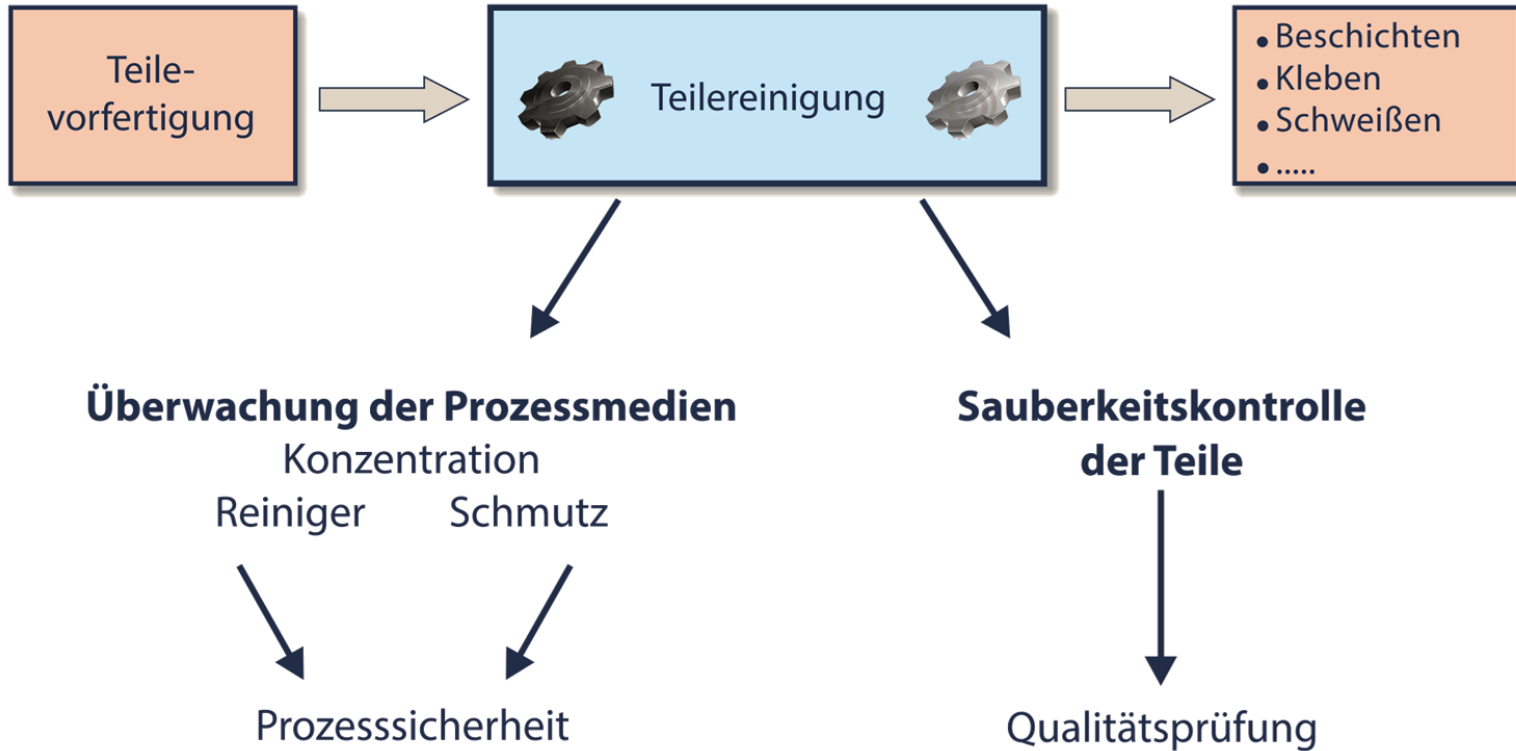 Teile-
vorfertigung
Teilereinigung
• Beschichten
• Kleben
• Schweißen
• .....
Überwachung der Prozessmedien
Konzentration
Reiniger Schmutz
Prozesssicherheit
Sauberkeitskontrolle
der Teile
Qualitätsprüfung